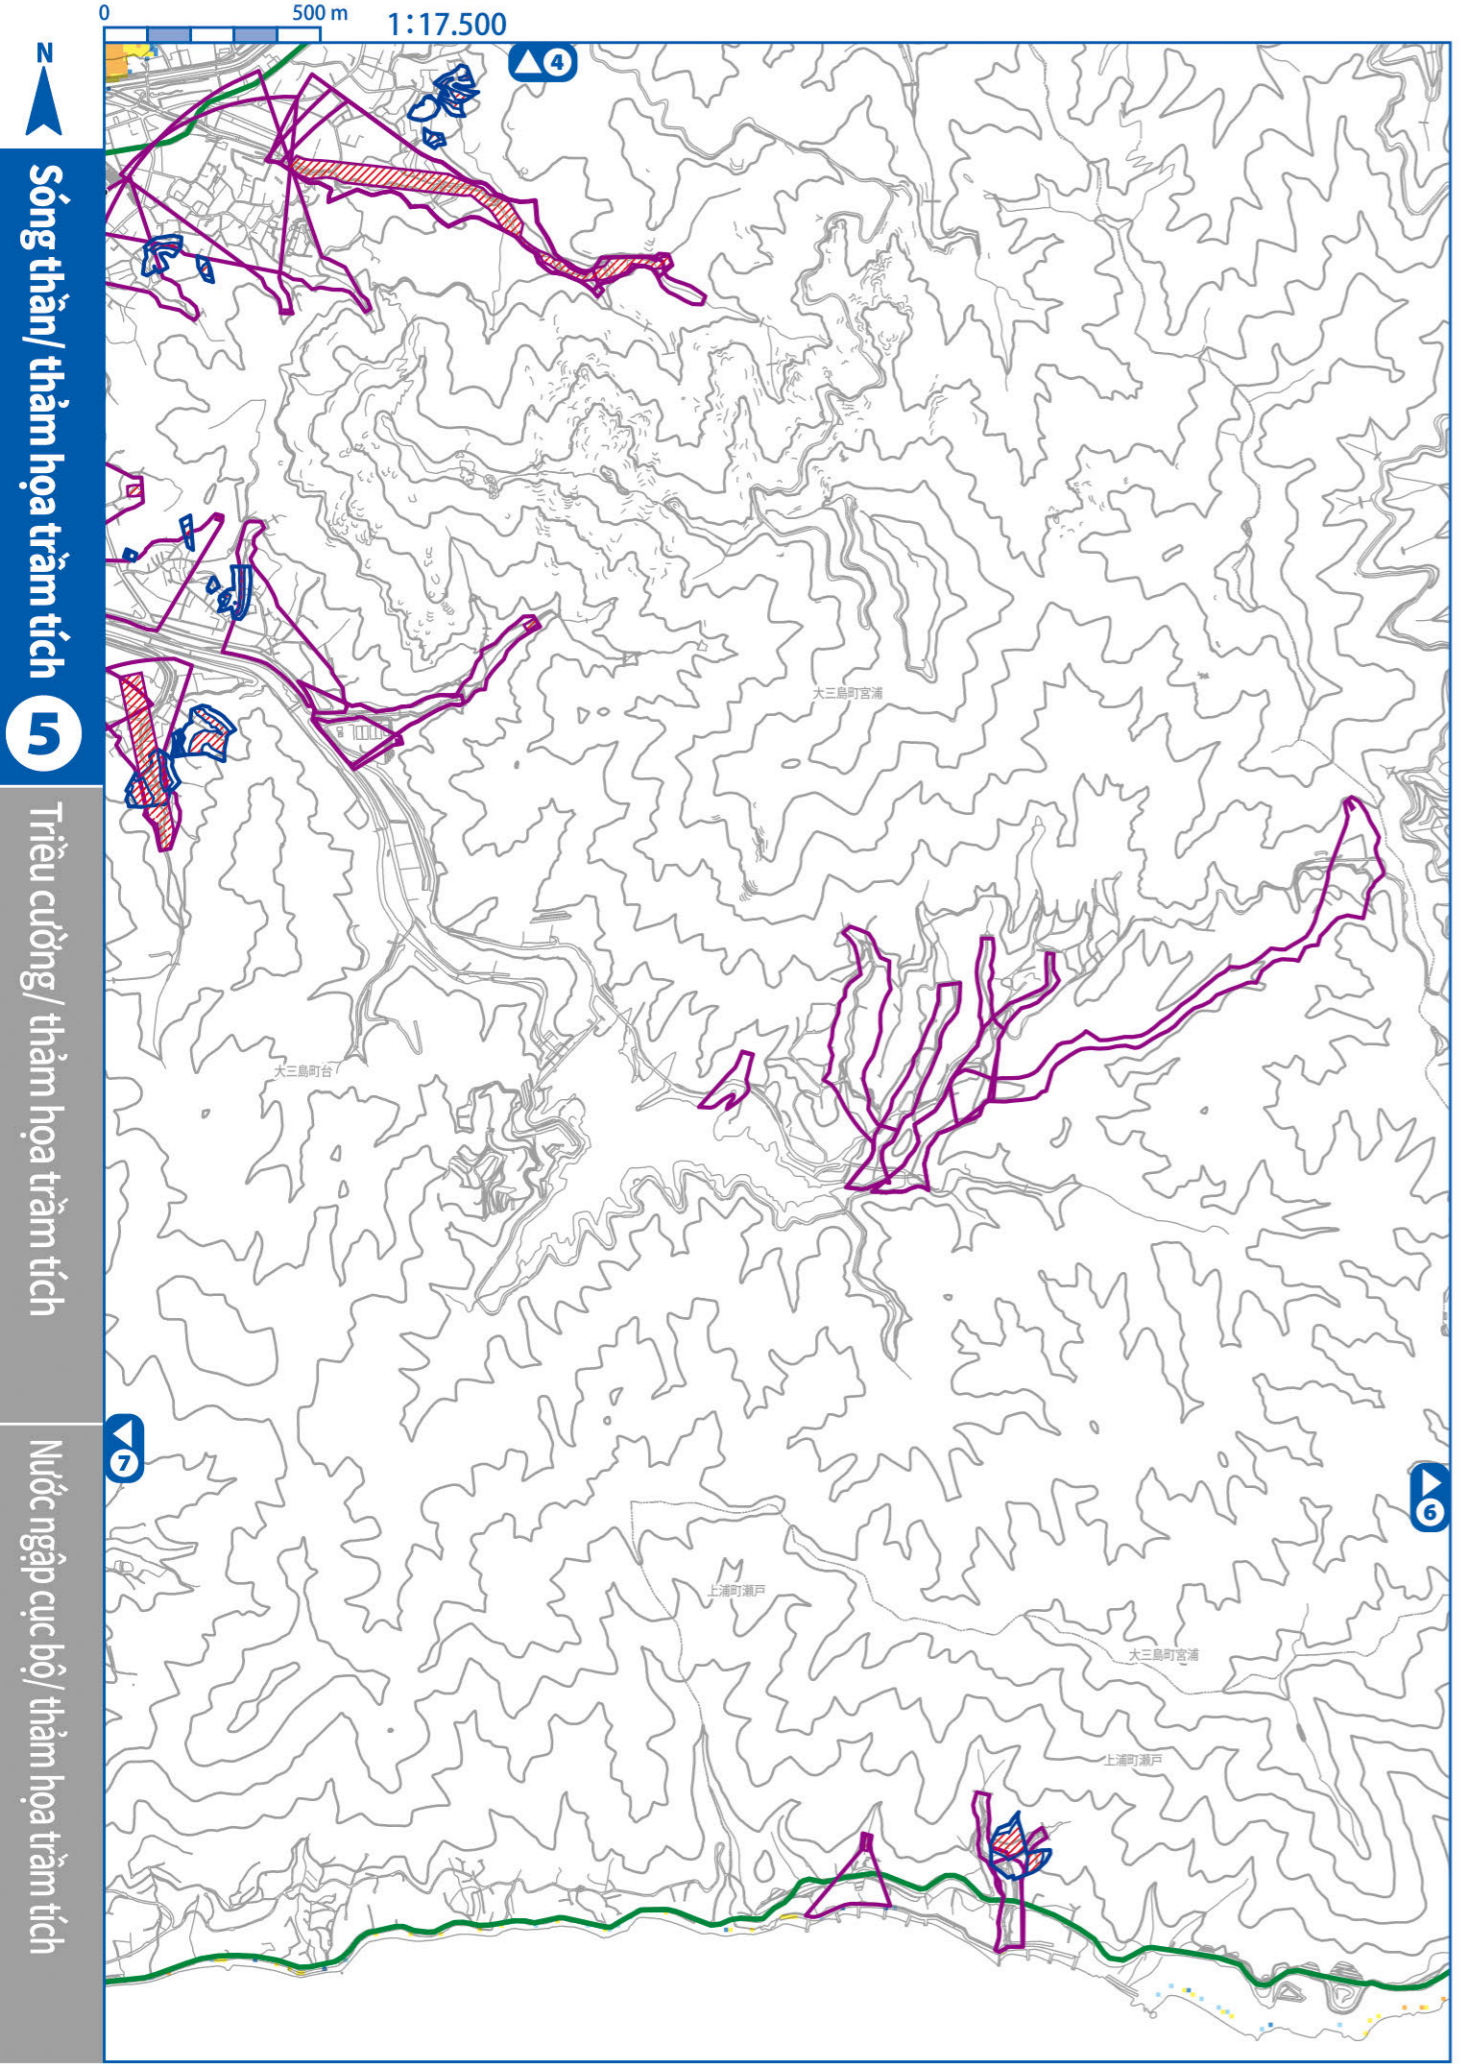 0
500 m
1:17.500
N
4
Sóng thần/ thảm họa trầm tích 5
Triều cường/ thảm họa trầm tích
Nước ngập cục bộ/ thảm họa trầm tích
大三島町宮浦
大三島町台
7
6
上浦町瀬戸
大三島町宮浦
上浦町瀬戸